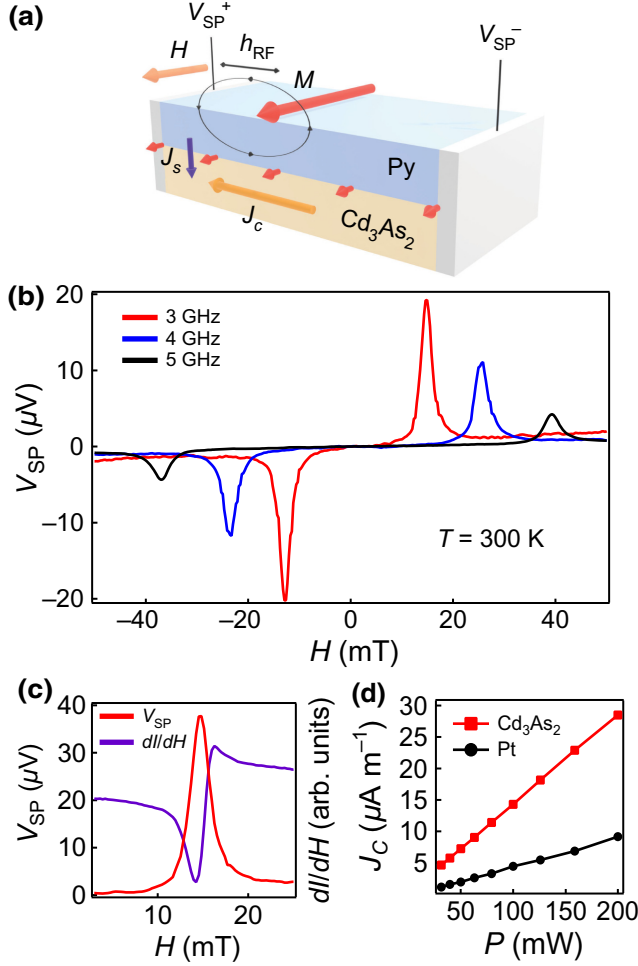 (a)
V_SP^+
V_SP^−
H
h_RF
M
J_s
Py
J_c
Cd₃As₂
(b)
20
3 GHz
4 GHz
5 GHz
10
0
−10
−20
V_SP (µV)
T = 300 K
−40
−20
0
20
40
H (mT)
(c)
40
V_SP
dI/dH
30
20
10
0
V_SP (µV)
dI/dH (arb. units)
10
20
H (mT)
(d)
30
Cd₃As₂
Pt
25
20
15
10
5
J_C (µA m⁻¹)
50
100
150
200
P (mW)